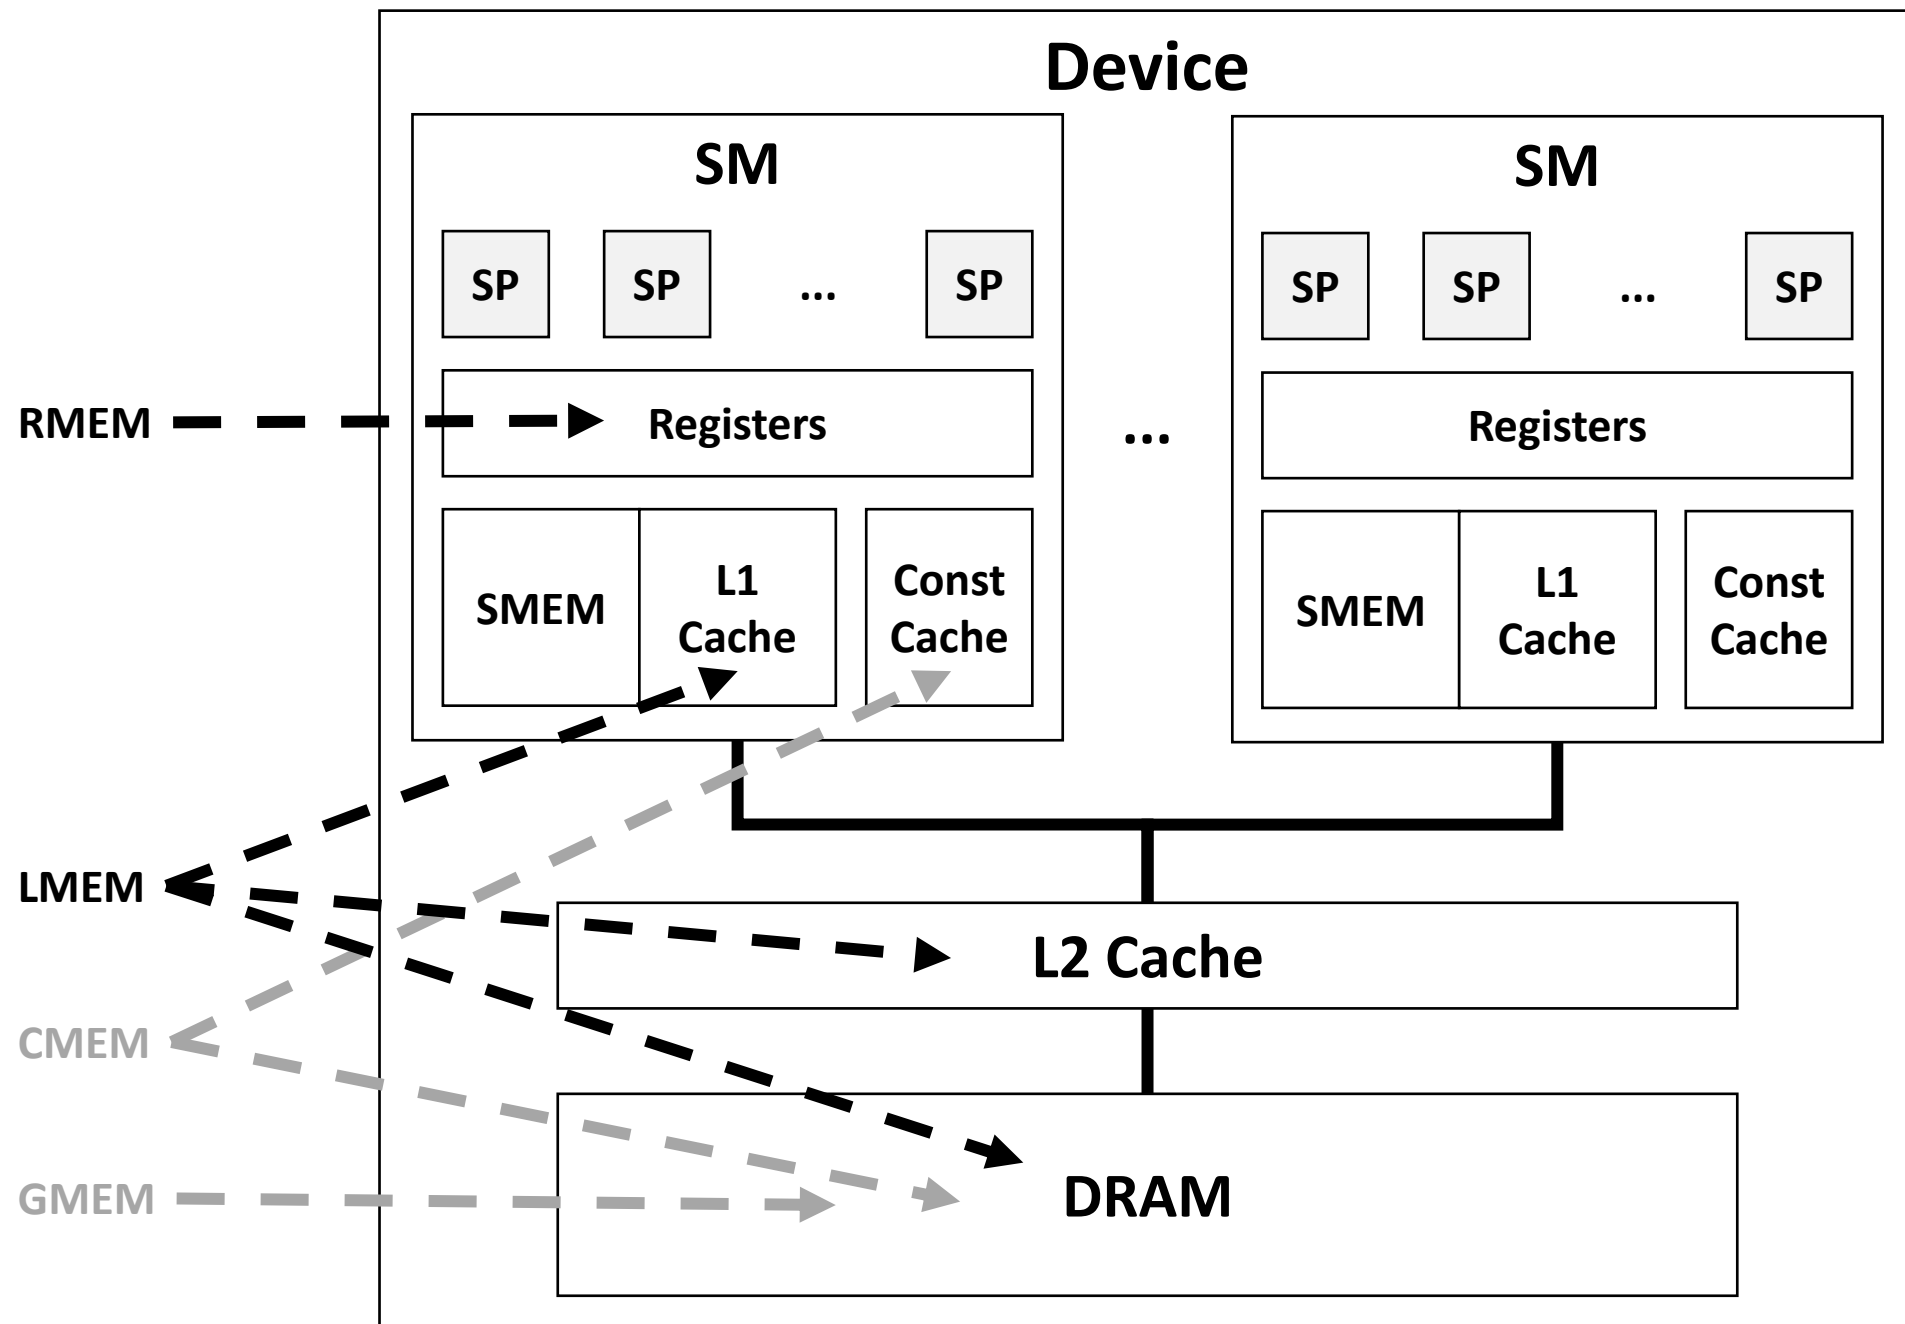 Device
SM
SM
SP SP ... SP
SP SP ... SP
RMEM
Registers
...
Registers
SMEM
L1
Cache
Const
Cache
SMEM
L1
Cache
Const
Cache
LMEM
L2 Cache
CMEM
GMEM
DRAM